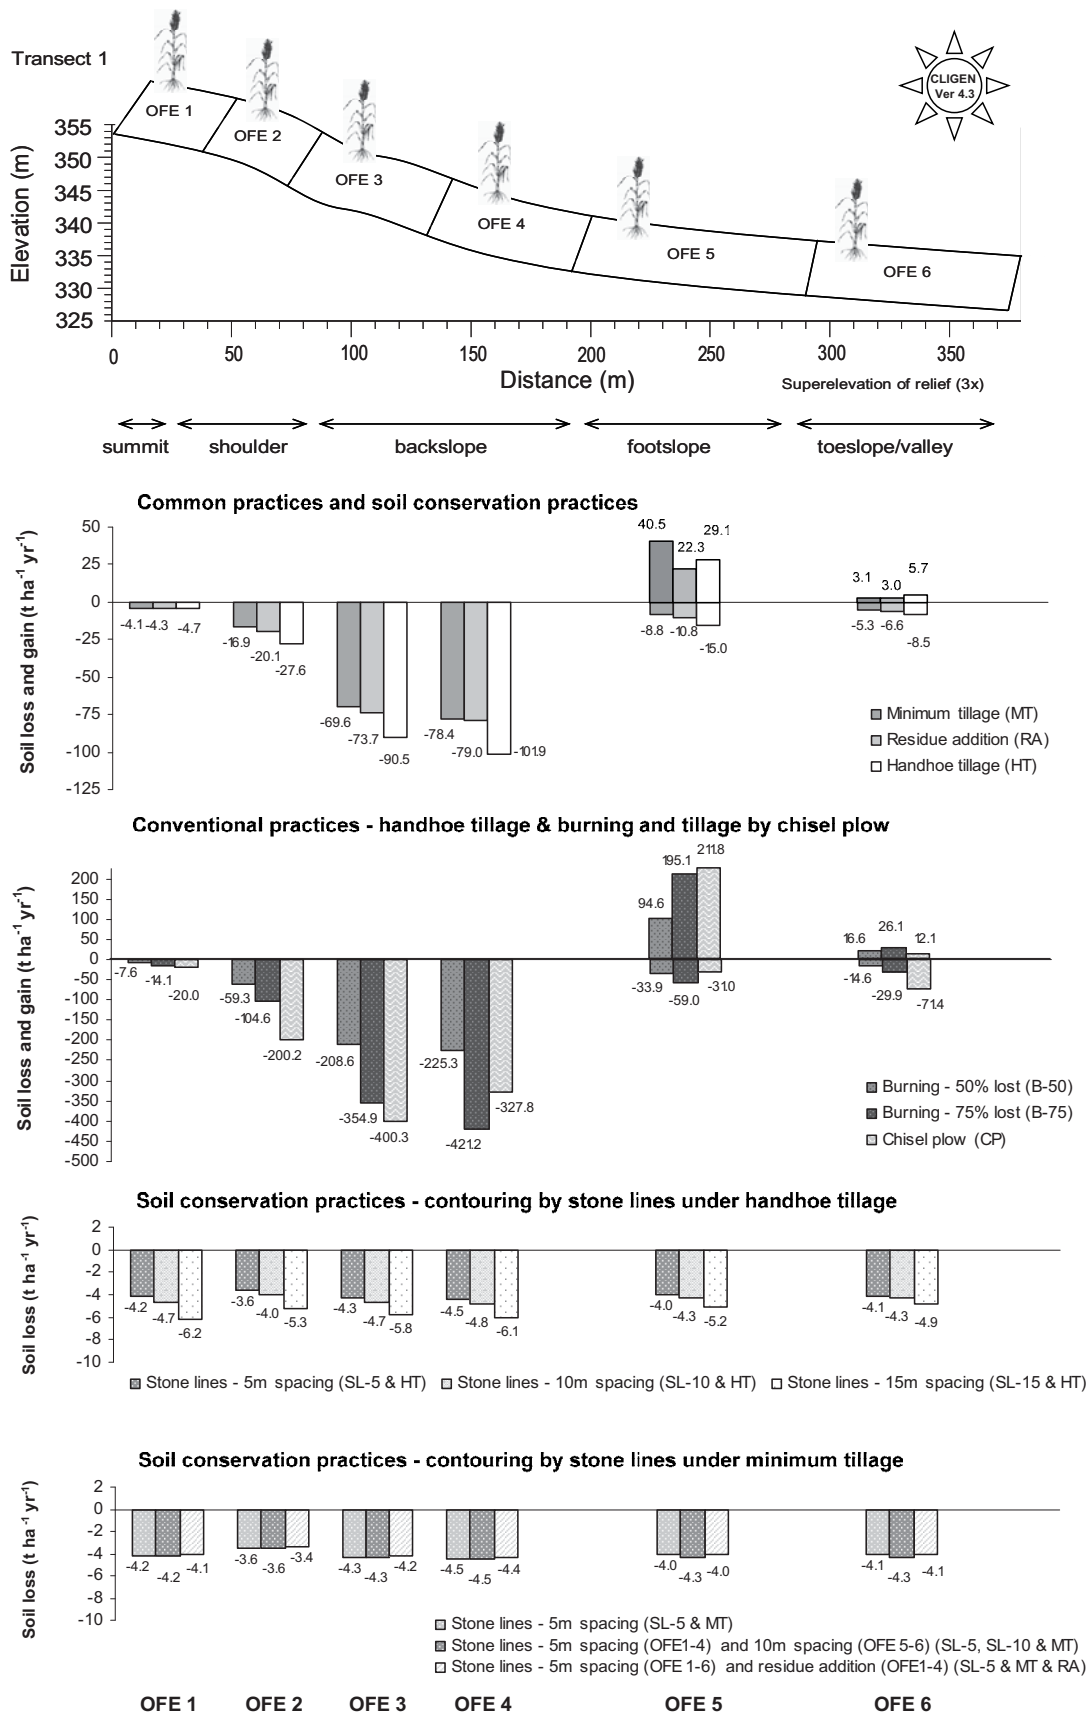 Transect 1
CLIGEN
Ver 4.3
OFE 1
OFE 2
OFE 3
OFE 4
OFE 5
OFE 6
Elevation (m)
355
350
345
340
335
330
325
0 50 100 150 200 250 300 350
Distance (m)
Superelevation of relief (3x)
summit shoulder backslope footslope toeslope/valley
Common practices and soil conservation practices
Soil loss and gain (t ha-1 yr-1)
50
25
0
-25
-50
-75
-100
-125
40.5 22.3 29.1
3.1 3.0 5.7
-4.1 -4.3 -4.7
-16.9 -20.1 -27.6
-69.6 -73.7 -90.5
-78.4 -79.0 -101.9
-8.8 -10.8 -15.0
-5.3 -6.6 -8.5
Minimum tillage (MT)
Residue addition (RA)
Handhoe tillage (HT)
Conventional practices - handhoe tillage & burning and tillage by chisel plow
Soil loss and gain (t ha-1 yr-1)
200
150
100
50
0
-50
-100
-150
-200
-250
-300
-350
-400
-450
-500
94.6 195.1 211.8
16.6 26.1 12.1
-7.6 -14.1 -20.0
-59.3 -104.6 -200.2
-208.6 -354.9 -400.3
-225.3 -421.2 -327.8
-33.9 -59.0 -31.0
-14.6 -29.9 -71.4
Burning - 50% lost (B-50)
Burning - 75% lost (B-75)
Chisel plow (CP)
Soil conservation practices - contouring by stone lines under handhoe tillage
Soil loss (t ha -1 yr-1)
2
0
-2
-4
-6
-8
-10
-4.2 -4.7 -6.2
-3.6 -4.0 -5.3
-4.3 -4.7 -5.8
-4.5 -4.8 -6.1
-4.0 -4.3 -5.2
-4.1 -4.3 -4.9
Stone lines - 5m spacing (SL-5 & HT) Stone lines - 10m spacing (SL-10 & HT) Stone lines - 15m spacing (SL-15 & HT)
Soil conservation practices - contouring by stone lines under minimum tillage
Soil loss (t ha -1 yr-1)
2
0
-2
-4
-6
-8
-10
-4.2 -4.2 -4.1
-3.6 -3.6 -3.4
-4.3 -4.3 -4.2
-4.5 -4.5 -4.4
-4.0 -4.3 -4.0
-4.1 -4.3 -4.1
Stone lines - 5m spacing (SL-5 & MT)
Stone lines - 5m spacing (OFE1-4) and 10m spacing (OFE 5-6) (SL-5, SL-10 & MT)
Stone lines - 5m spacing (OFE 1-6) and residue addition (OFE1-4) (SL-5 & MT & RA)
OFE 1 OFE 2 OFE 3 OFE 4 OFE 5 OFE 6